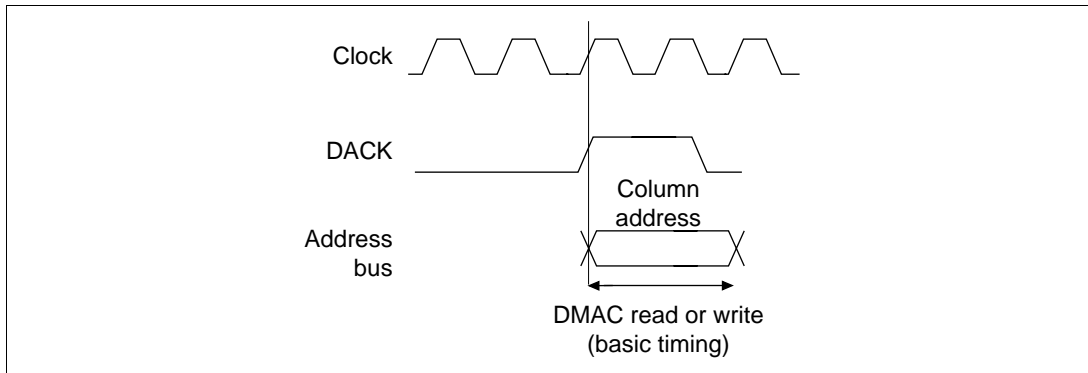 Clock
DACK
Column
address
Address
bus
DMAC read or write
(basic timing)